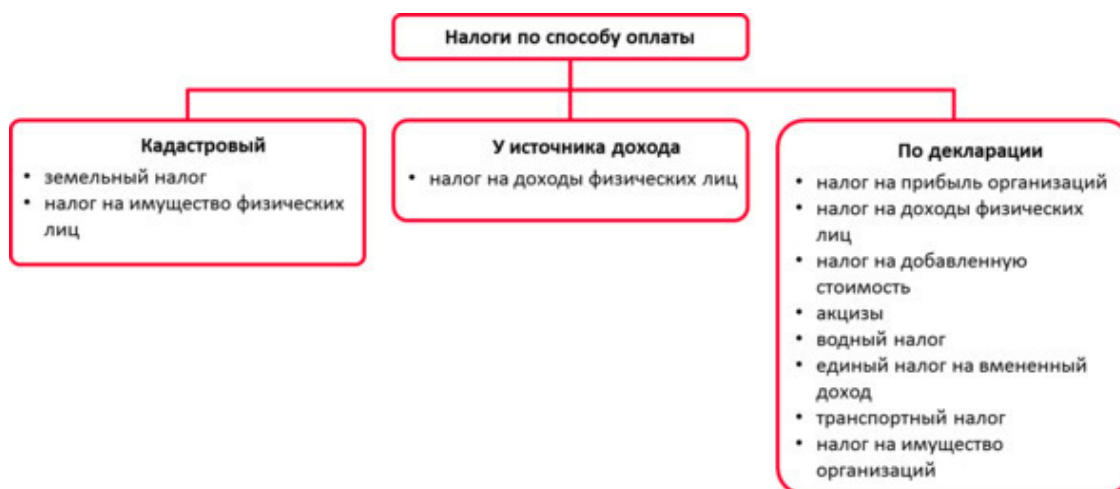 Налоги по способу оплаты
Кадастровый
• земельный налог
• налог на имущество физических
лиц
У источника дохода
• налог на доходы физических лиц
По декларации
• налог на прибыль организаций
• налог на доходы физических
лиц
• налог на добавленную
стоимость
• акцизы
• водный налог
• единый налог на вмененный
доход
• транспортный налог
• налог на имущество
организаций